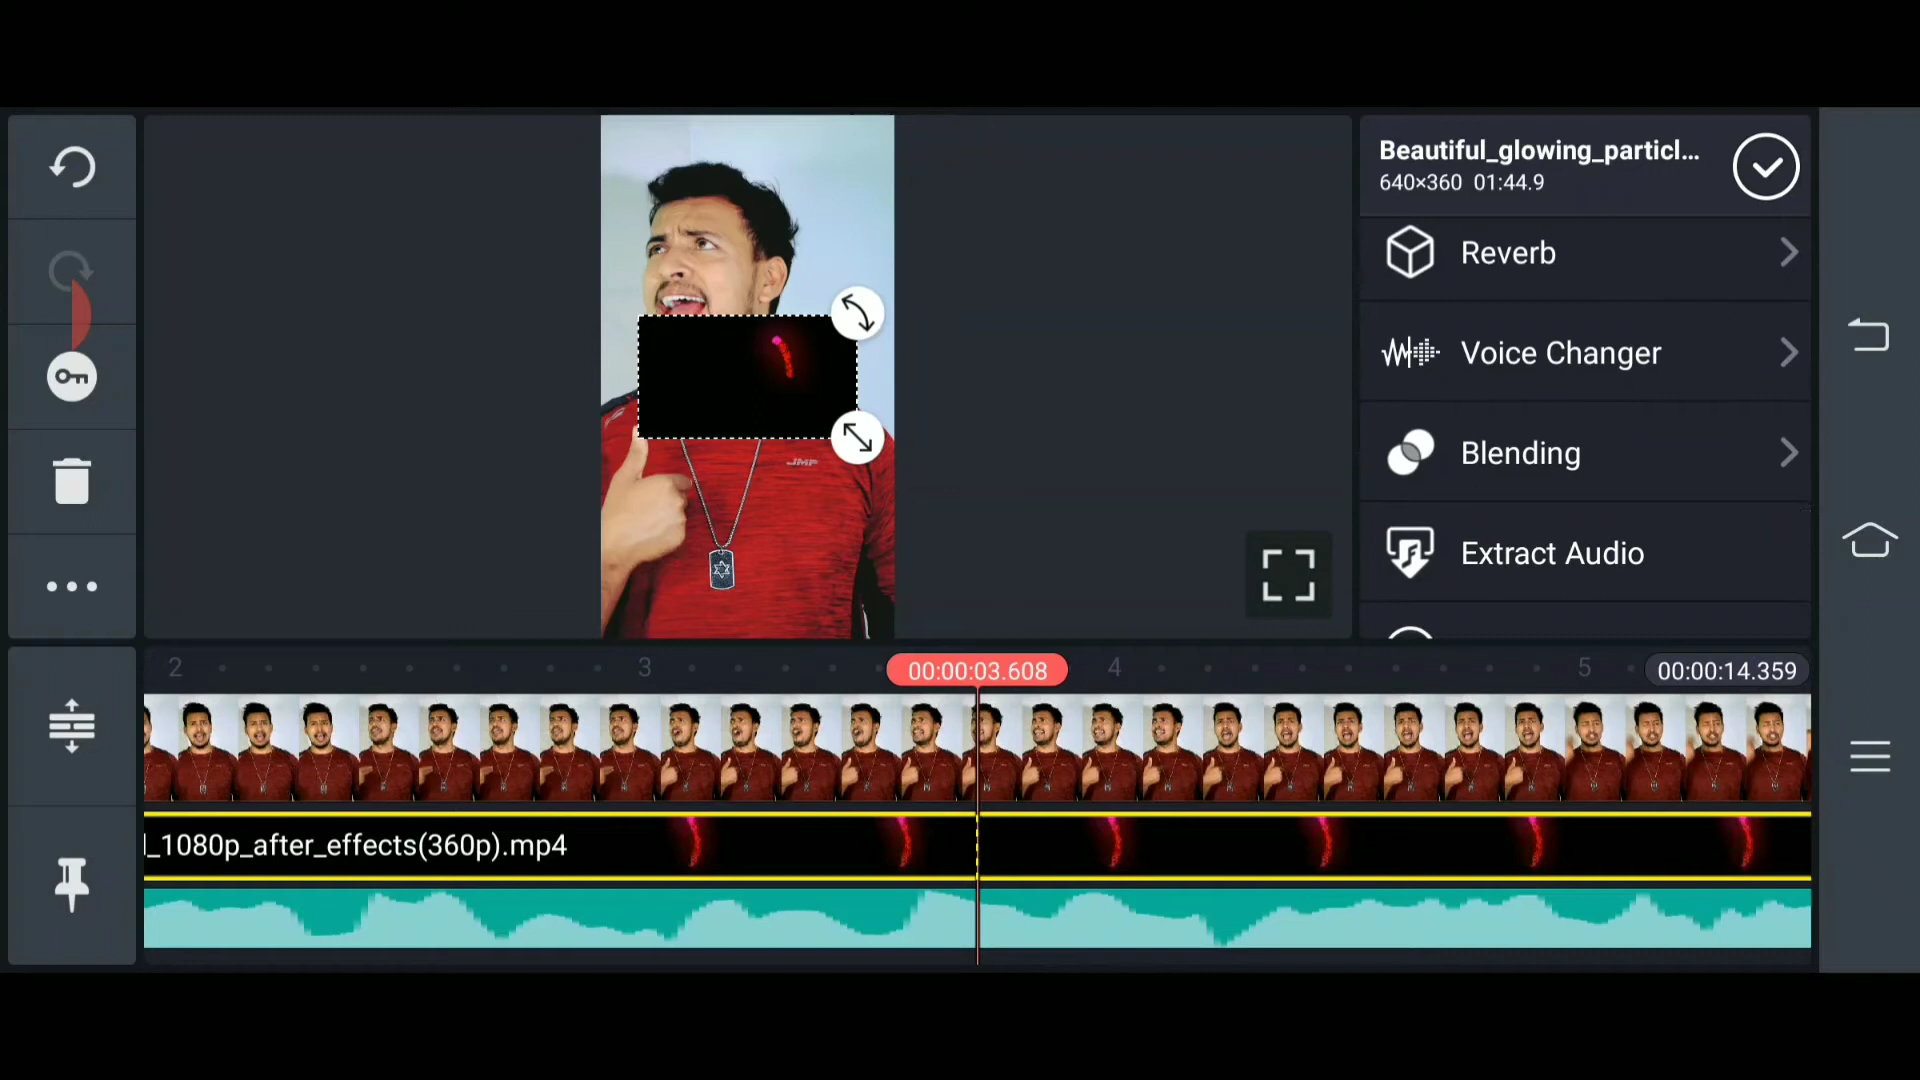 Beautiful_glowing_particl...
640×360 01:44.9
Reverb
Voice Changer
Blending
Extract Audio
JMP
2
3
00:00:03.608
4
5
00:00:14.359
_1080p_after_effects(360p).mp4